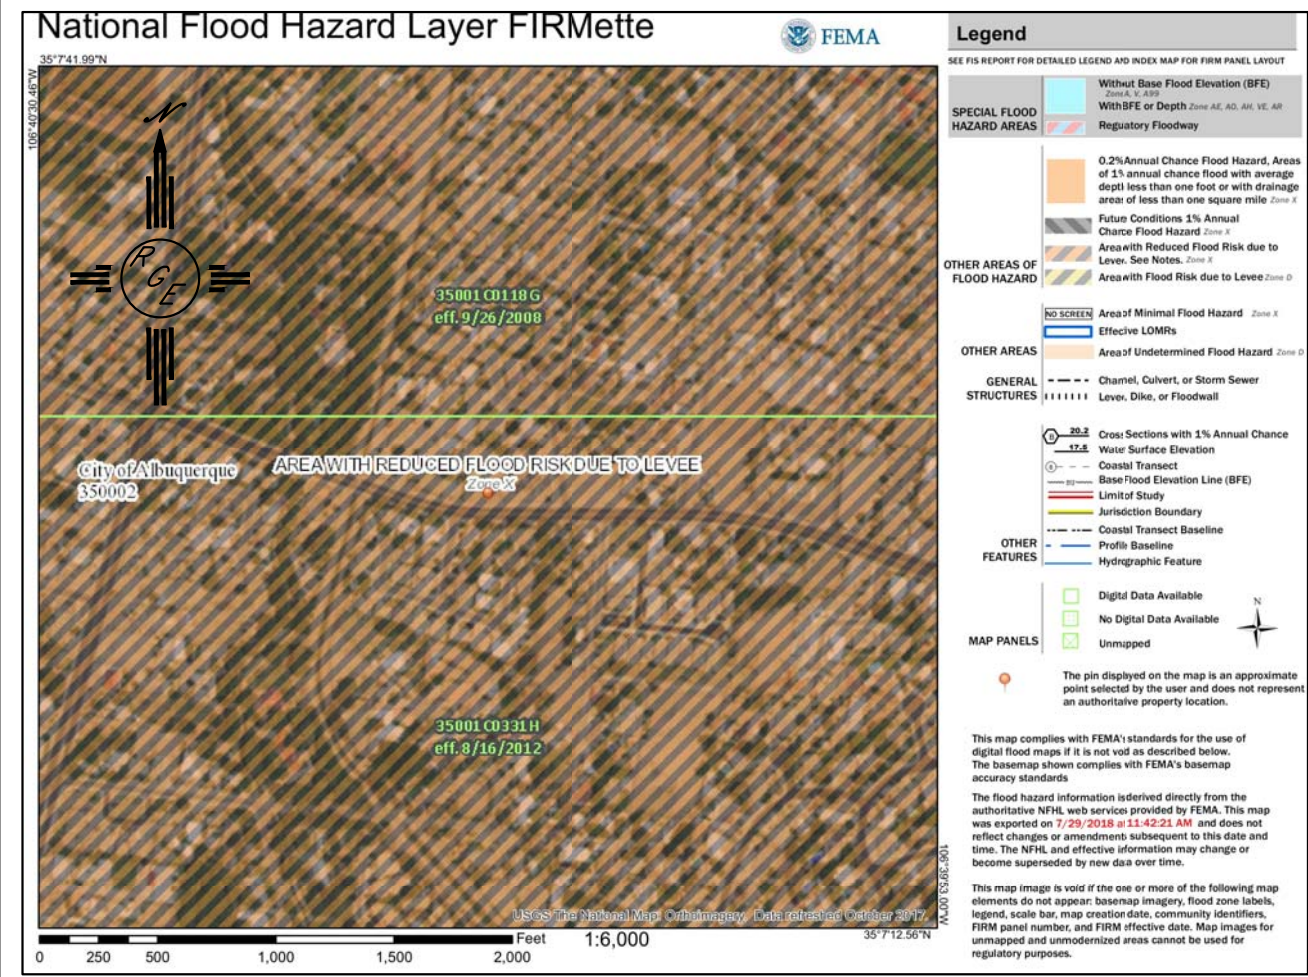 National Flood Hazard Layer FIRMette
FEMA
35°7'41.99"N
106°40'30.46"W
N
R
G
E
35001C0118G
eff. 9/26/2008
City of Albuquerque
350002
AREA WITH REDUCED FLOOD RISK DUE TO LEVEE
Zone X
35001C0331H
eff. 8/16/2012
USGS The National Map: Orthoimagery. Data refreshed October 2017.
106°39'53.00"W
35°7'12.56"N
Feet
1:6,000
0
250
500
1,000
1,500
2,000
Legend
SEE FIS REPORT FOR DETAILED LEGEND AND INDEX MAP FOR FIRM PANEL LAYOUT
SPECIAL FLOOD
HAZARD AREAS
Without Base Flood Elevation (BFE)
Zone A, V, A99
With BFE or Depth Zone AE, AO, AH, VE, AR
Reguatory Floodway
OTHER AREAS OF
FLOOD HAZARD
0.2% Annual Chance Flood Hazard, Areas
of 1% annual chance flood with average
deptl less than one foot or with drainage
areas of less than one square mile Zone X
Future Conditions 1% Annual
Charce Flood Hazard Zone X
Area with Reduced Flood Risk due to
Levee. See Notes. Zone X
Area with Flood Risk due to Levee Zone D
OTHER AREAS
NO SCREEN
Area of Minimal Flood Hazard Zone X
Effective LOMRs
Area of Undetermined Flood Hazard Zone D
GENERAL
STRUCTURES
Channel, Culvert, or Storm Sewer
Levee, Dike, or Floodwall
OTHER
FEATURES
B 20.2
Cross Sections with 1% Annual Chance
17.5
Water Surface Elevation
8
Coastal Transect
513
Base Flood Elevation Line (BFE)
Limit of Study
Jurisdiction Boundary
Coastal Transect Baseline
Profile Baseline
Hydrographic Feature
MAP PANELS
Digital Data Available
No Digital Data Available
Unmapped
N
The pin displayed on the map is an approximate
point selected by the user and does not represent
an authoritative property location.
This map complies with FEMA's standards for the use of
digital flood maps if it is not void as described below.
The basemap shown complies with FEMA's basemap
accuracy standards
The flood hazard information is derived directly from the
authoritative NFHL web services provided by FEMA. This map
was exported on 7/29/2018 at 11:42:21 AM and does not
reflect changes or amendments subsequent to this date and
time. The NFHL and effective information may change or
become superseded by new data over time.
This map image is void if the one or more of the following map
elements do not appear: basemap imagery, flood zone labels,
legend, scale bar, map creation date, community identifiers,
FIRM panel number, and FIRM effective date. Map images for
unmapped and unmodernized areas cannot be used for
regulatory purposes.